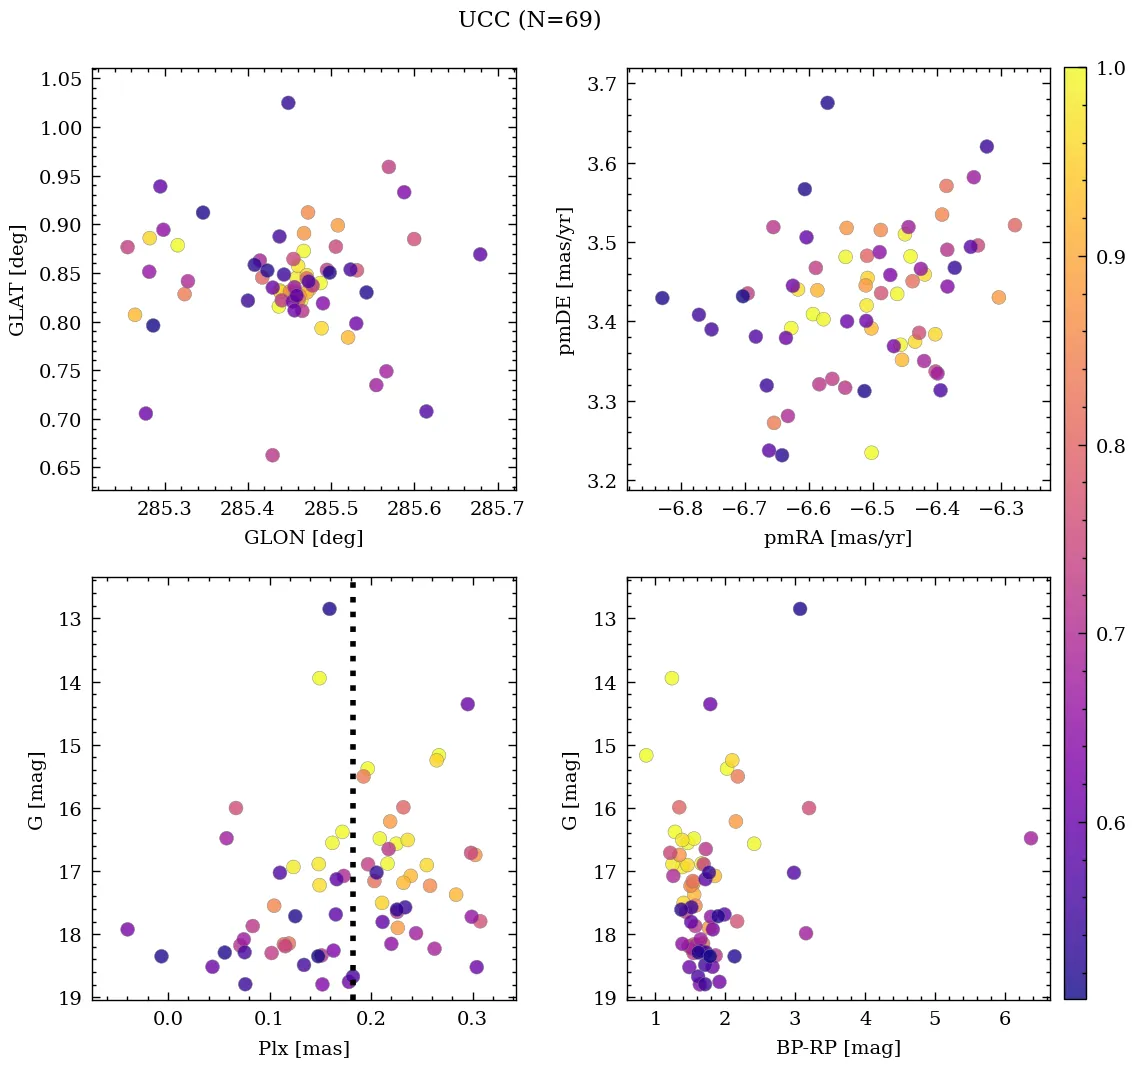 UCC (N=69)
1.05
1.00
0.95
0.90
0.85
0.80
0.75
0.70
0.65
GLAT [deg]
285.3 285.4 285.5 285.6 285.7
GLON [deg]
3.7
3.6
3.5
3.4
3.3
3.2
pmDE [mas/yr]
−6.8 −6.7 −6.6 −6.5 −6.4 −6.3
pmRA [mas/yr]
1.0
0.9
0.8
0.7
0.6
13
14
15
16
17
18
19
G [mag]
0.0 0.1 0.2 0.3
Plx [mas]
13
14
15
16
17
18
19
G [mag]
1 2 3 4 5 6
BP-RP [mag]